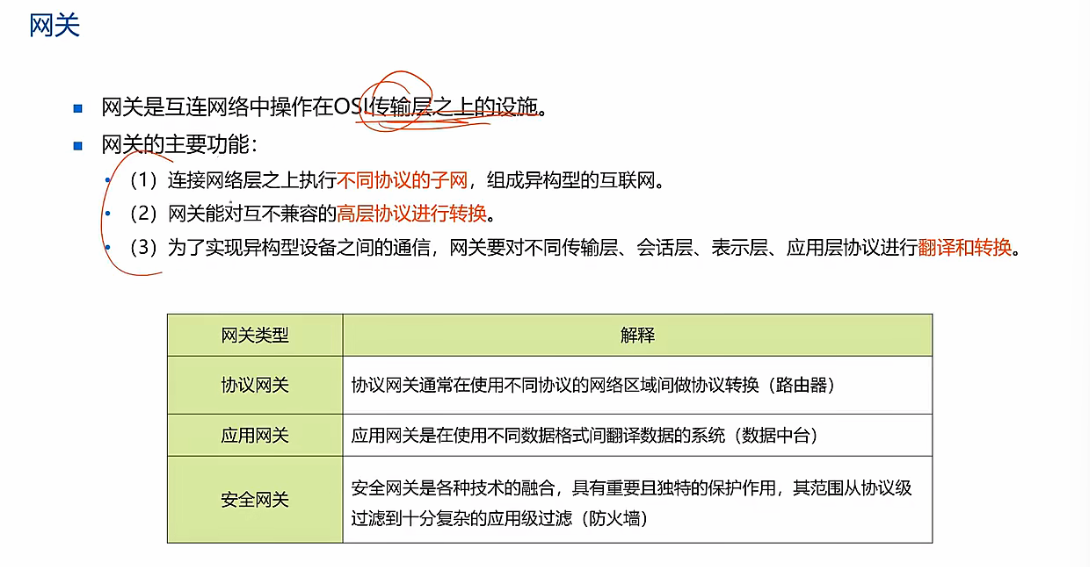 网关
网关是互连网络中操作在OSI传输层之上的设施。
网关的主要功能：
（1）连接网络层之上执行不同协议的子网，组成异构型的互联网。
（2）网关能对互不兼容的高层协议进行转换。
（3）为了实现异构型设备之间的通信，网关要对不同传输层、会话层、表示层、应用层协议进行翻译和转换。
网关类型 解释
协议网关 协议网关通常在使用不同协议的网络区域间做协议转换（路由器）
应用网关 应用网关是在使用不同数据格式间翻译数据的系统（数据中台）
安全网关 安全网关是各种技术的融合，具有重要且独特的保护作用，其范围从协议级
过滤到十分复杂的应用级过滤（防火墙）